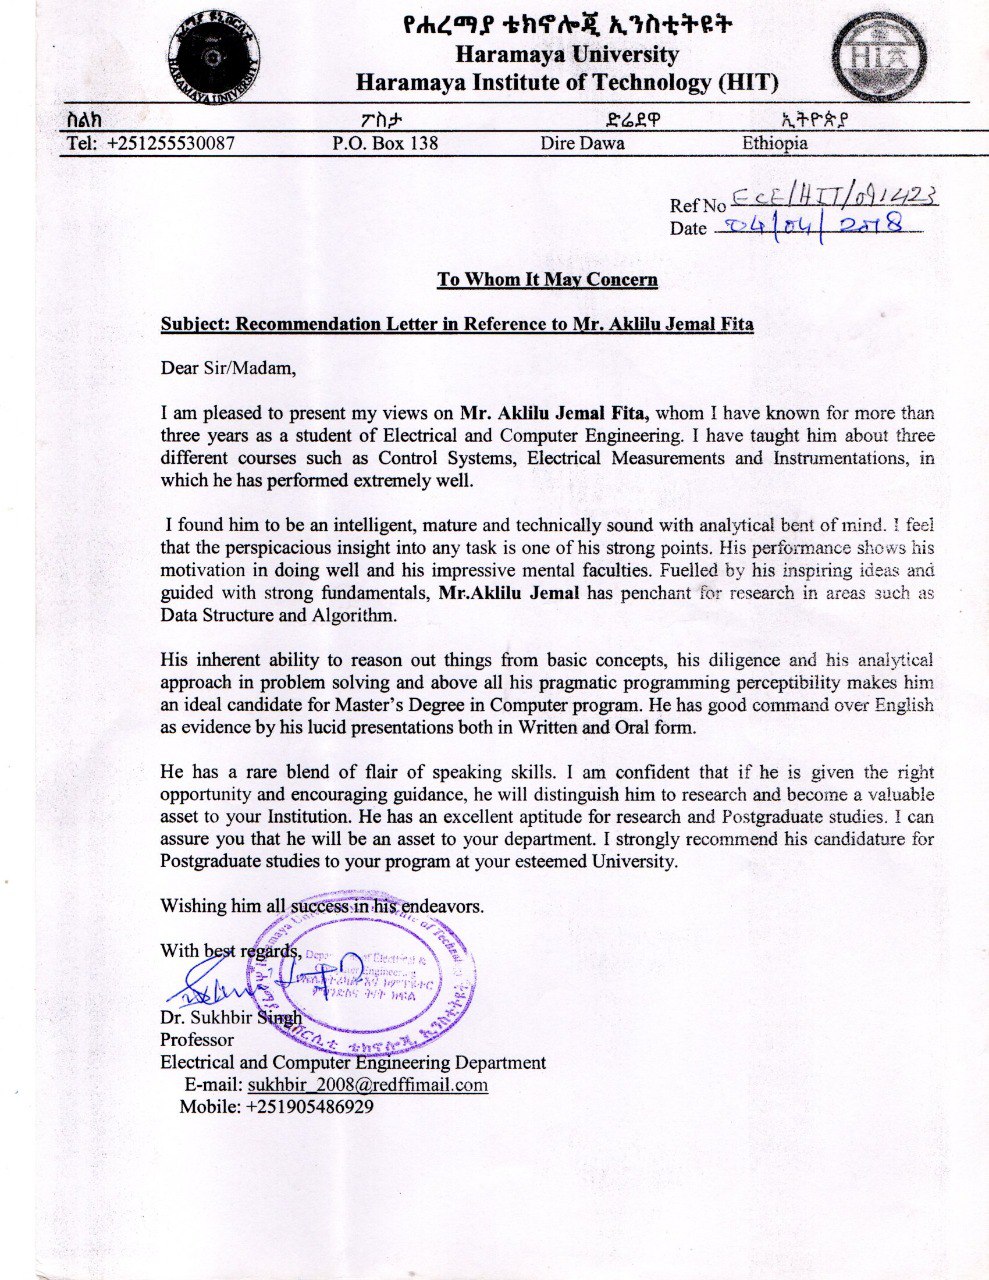 የሐረማያ ቴክኖሎጂ ኢንስቲትዩት
Haramaya University
Haramaya Institute of Technology (HIT)
HARAMAYA UNIVERSITY
HIT
ስልክ ፖስታ ድሬደዋ ኢትዮጵያ
Tel: +251255530087 P.O. Box 138 Dire Dawa Ethiopia
Ref No ECE/HIT/091423
Date 04/04/2018
To Whom It May Concern
Subject: Recommendation Letter in Reference to Mr. Aklilu Jemal Fita
Dear Sir/Madam,
I am pleased to present my views on Mr. Aklilu Jemal Fita, whom I have known for more than
three years as a student of Electrical and Computer Engineering. I have taught him about three
different courses such as Control Systems, Electrical Measurements and Instrumentations, in
which he has performed extremely well.
I found him to be an intelligent, mature and technically sound with analytical bent of mind. I feel
that the perspicacious insight into any task is one of his strong points. His performance shows his
motivation in doing well and his impressive mental faculties. Fuelled by his inspiring ideas and
guided with strong fundamentals, Mr.Aklilu Jemal has penchant for research in areas such as
Data Structure and Algorithm.
His inherent ability to reason out things from basic concepts, his diligence and his analytical
approach in problem solving and above all his pragmatic programming perceptibility makes him
an ideal candidate for Master's Degree in Computer program. He has good command over English
as evidence by his lucid presentations both in Written and Oral form.
He has a rare blend of flair of speaking skills. I am confident that if he is given the right
opportunity and encouraging guidance, he will distinguish him to research and become a valuable
asset to your Institution. He has an excellent aptitude for research and Postgraduate studies. I can
assure you that he will be an asset to your department. I strongly recommend his candidature for
Postgraduate studies to your program at your esteemed University.
Wishing him all success in his endeavors.
With best regards,
Dr. Sukhbir Singh
Professor
Electrical and Computer Engineering Department
E-mail: sukhbir_2008@redffimail.com
Mobile: +251905486929